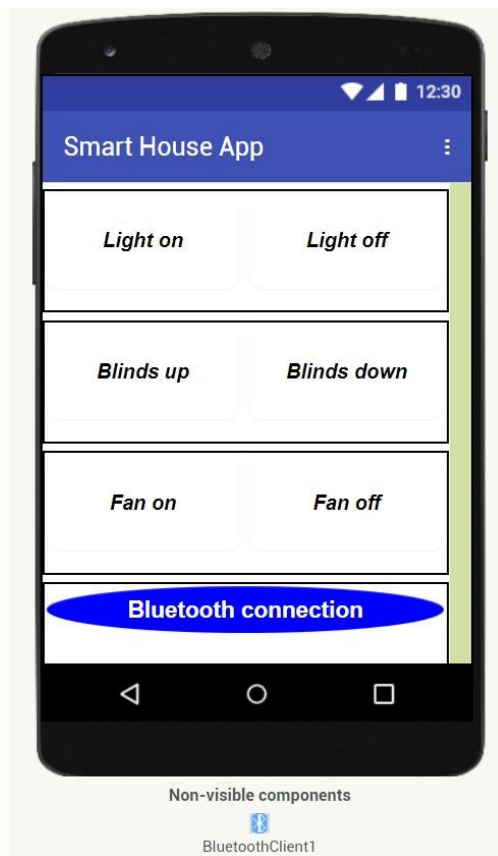 12:30
Smart House App
Light on Light off
Blinds up Blinds down
Fan on Fan off
Bluetooth connection
Non-visible components
BluetoothClient1